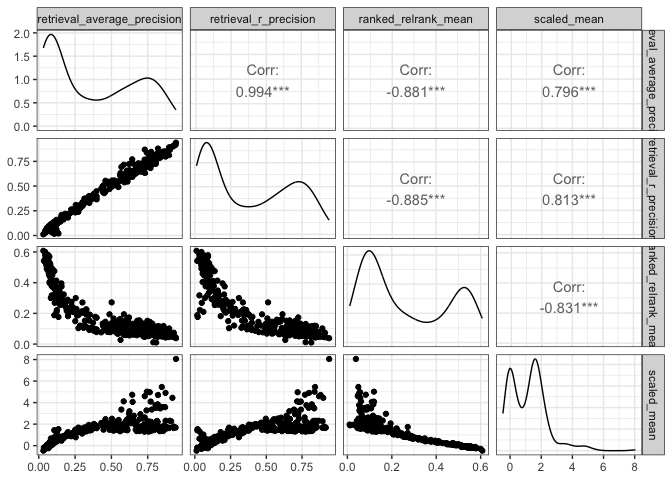 retrieval_average_precision retrieval_r_precision ranked_relrank_mean scaled_mean
2.0
1.5
1.0
0.5
0.0
Corr:
0.994***
Corr:
-0.881***
Corr:
0.796***
eval_average_preci
0.75
0.50
0.25
0.00
Corr:
-0.885***
Corr:
0.813***
retrieval_r_precision
0.6
0.4
0.2
0.0
Corr:
-0.831***
anked_relrank_mea
8
6
4
2
0
scaled_mean
0.00 0.25 0.50 0.75 0.00 0.25 0.50 0.75 0.0 0.2 0.4 0.6 0 2 4 6 8